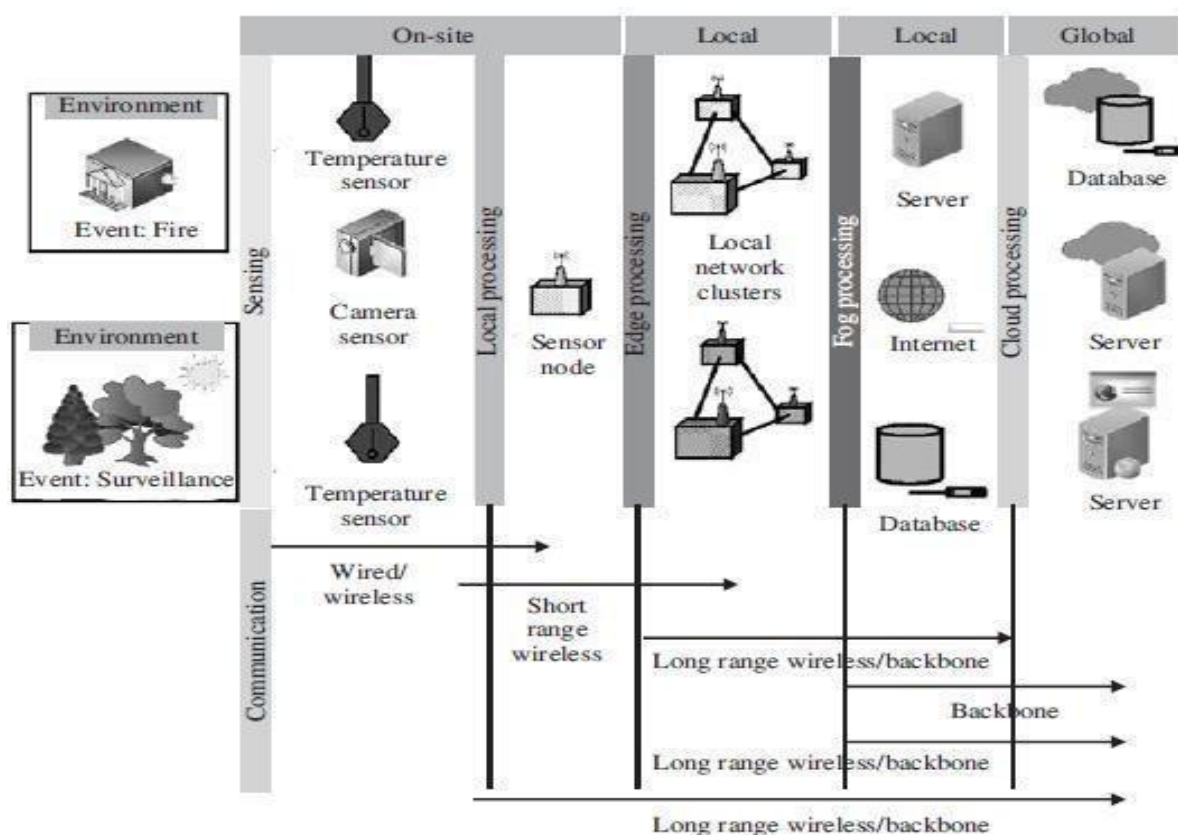 On-site
Local
Local
Global
Environment
Event: Fire
Environment
Event: Surveillance
Sensing
Communication
Temperature
sensor
Camera
sensor
Temperature
sensor
Local processing
Sensor
node
Edge processing
Local
network
clusters
Fog processing
Server
Internet
Database
Cloud processing
Database
Server
Server
Wired/
wireless
Short
range
wireless
Long range wireless/backbone
Backbone
Long range wireless/backbone
Long range wireless/backbone